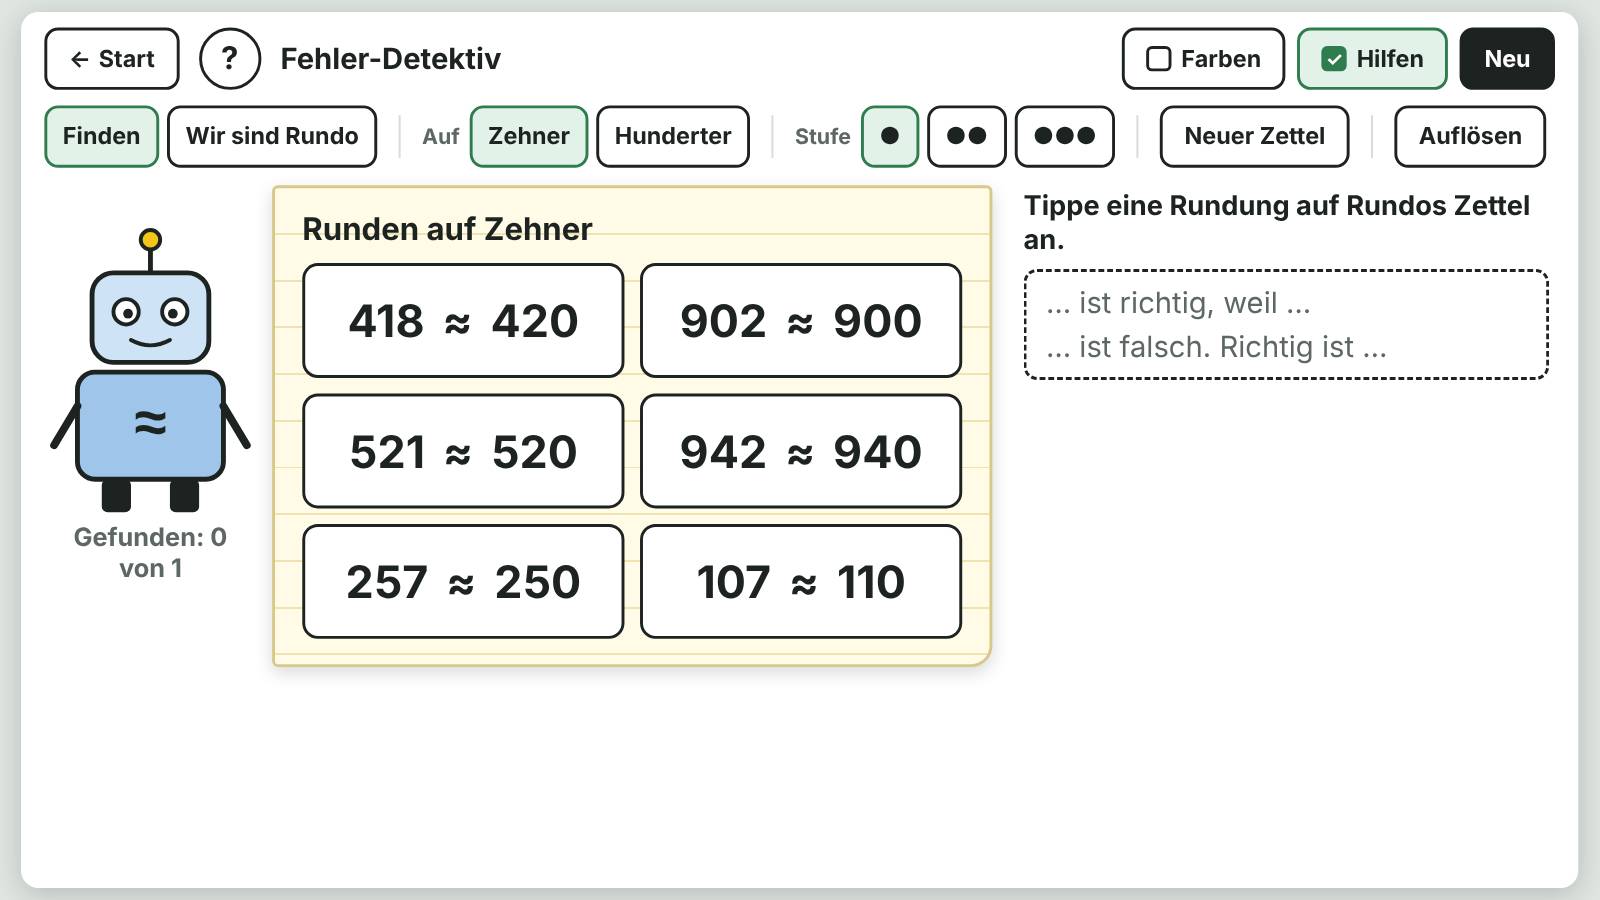 ← Start
?
Fehler-Detektiv
Farben
Hilfen
Neu
Finden
Wir sind Rundo
Auf
Zehner
Hunderter
Stufe
Neuer Zettel
Auflösen
Runden auf Zehner
418 ≈ 420
902 ≈ 900
521 ≈ 520
942 ≈ 940
257 ≈ 250
107 ≈ 110
≈
Gefunden: 0
von 1
Tippe eine Rundung auf Rundos Zettel
an.
... ist richtig, weil ...
... ist falsch. Richtig ist ...